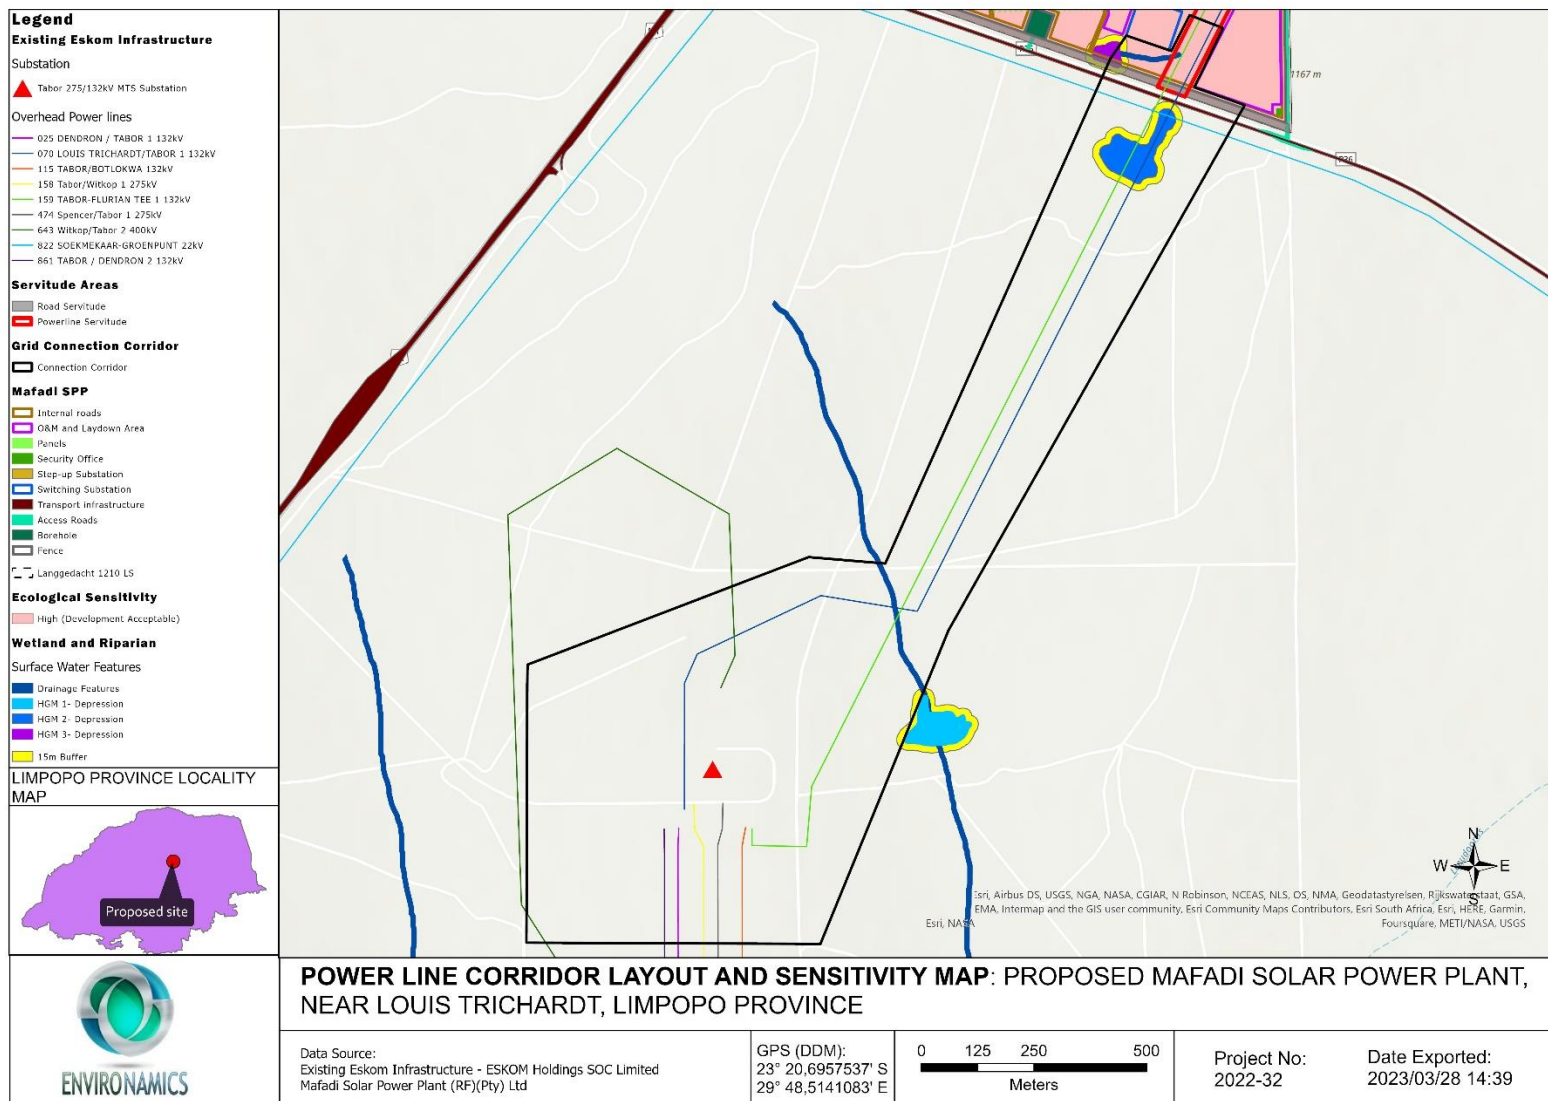 Legend
Existing Eskom Infrastructure
Substation
Tabor 275/132kV MTS Substation
Overhead Power lines
025 DENDRON / TABOR 1 132kV
070 LOUIS TRICHARDT/TABOR 1 132kV
115 TABOR/BOTLOKWA 132kV
158 Tabor/Witkop 1 275kV
159 TABOR-FLURIAN TEE 1 132kV
474 Spencer/Tabor 1 275kV
643 Witkop/Tabor 2 400kV
822 SOEKMEKAAR-GROENPUNT 22kV
861 TABOR / DENDRON 2 132kV
Servitude Areas
Road Servitude
Powerline Servitude
Grid Connection Corridor
Connection Corridor
Mafadi SPP
Internal roads
O&M and Laydown Area
Panels
Security Office
Step-up Substation
Switching Substation
Transport infrastructure
Access Roads
Borehole
Fence
Langgedacht 1210 LS
Ecological Sensitivity
High (Development Acceptable)
Wetland and Riparian
Surface Water Features
Drainage Features
HGM 1- Depression
HGM 2- Depression
HGM 3- Depression
15m Buffer
LIMPOPO PROVINCE LOCALITY
MAP
Proposed site
ENVIRONAMICS
1167 m
R36
N
W E
S
Esri, Airbus DS, USGS, NGA, NASA, CGIAR, N Robinson, NCEAS, NLS, OS, NMA, Geodatastyrelsen, Rijkswaterstaat, GSA,
EMA, Intermap and the GIS user community, Esri Community Maps Contributors, Esri South Africa, Esri, HERE, Garmin,
Esri, NASA
Foursquare, METI/NASA, USGS
POWER LINE CORRIDOR LAYOUT AND SENSITIVITY MAP: PROPOSED MAFADI SOLAR POWER PLANT,
NEAR LOUIS TRICHARDT, LIMPOPO PROVINCE
Data Source:
Existing Eskom Infrastructure - ESKOM Holdings SOC Limited
Mafadi Solar Power Plant (RF)(Pty) Ltd
GPS (DDM):
23° 20,6957537' S
29° 48,5141083' E
0 125 250 500
Meters
Project No:
2022-32
Date Exported:
2023/03/28 14:39